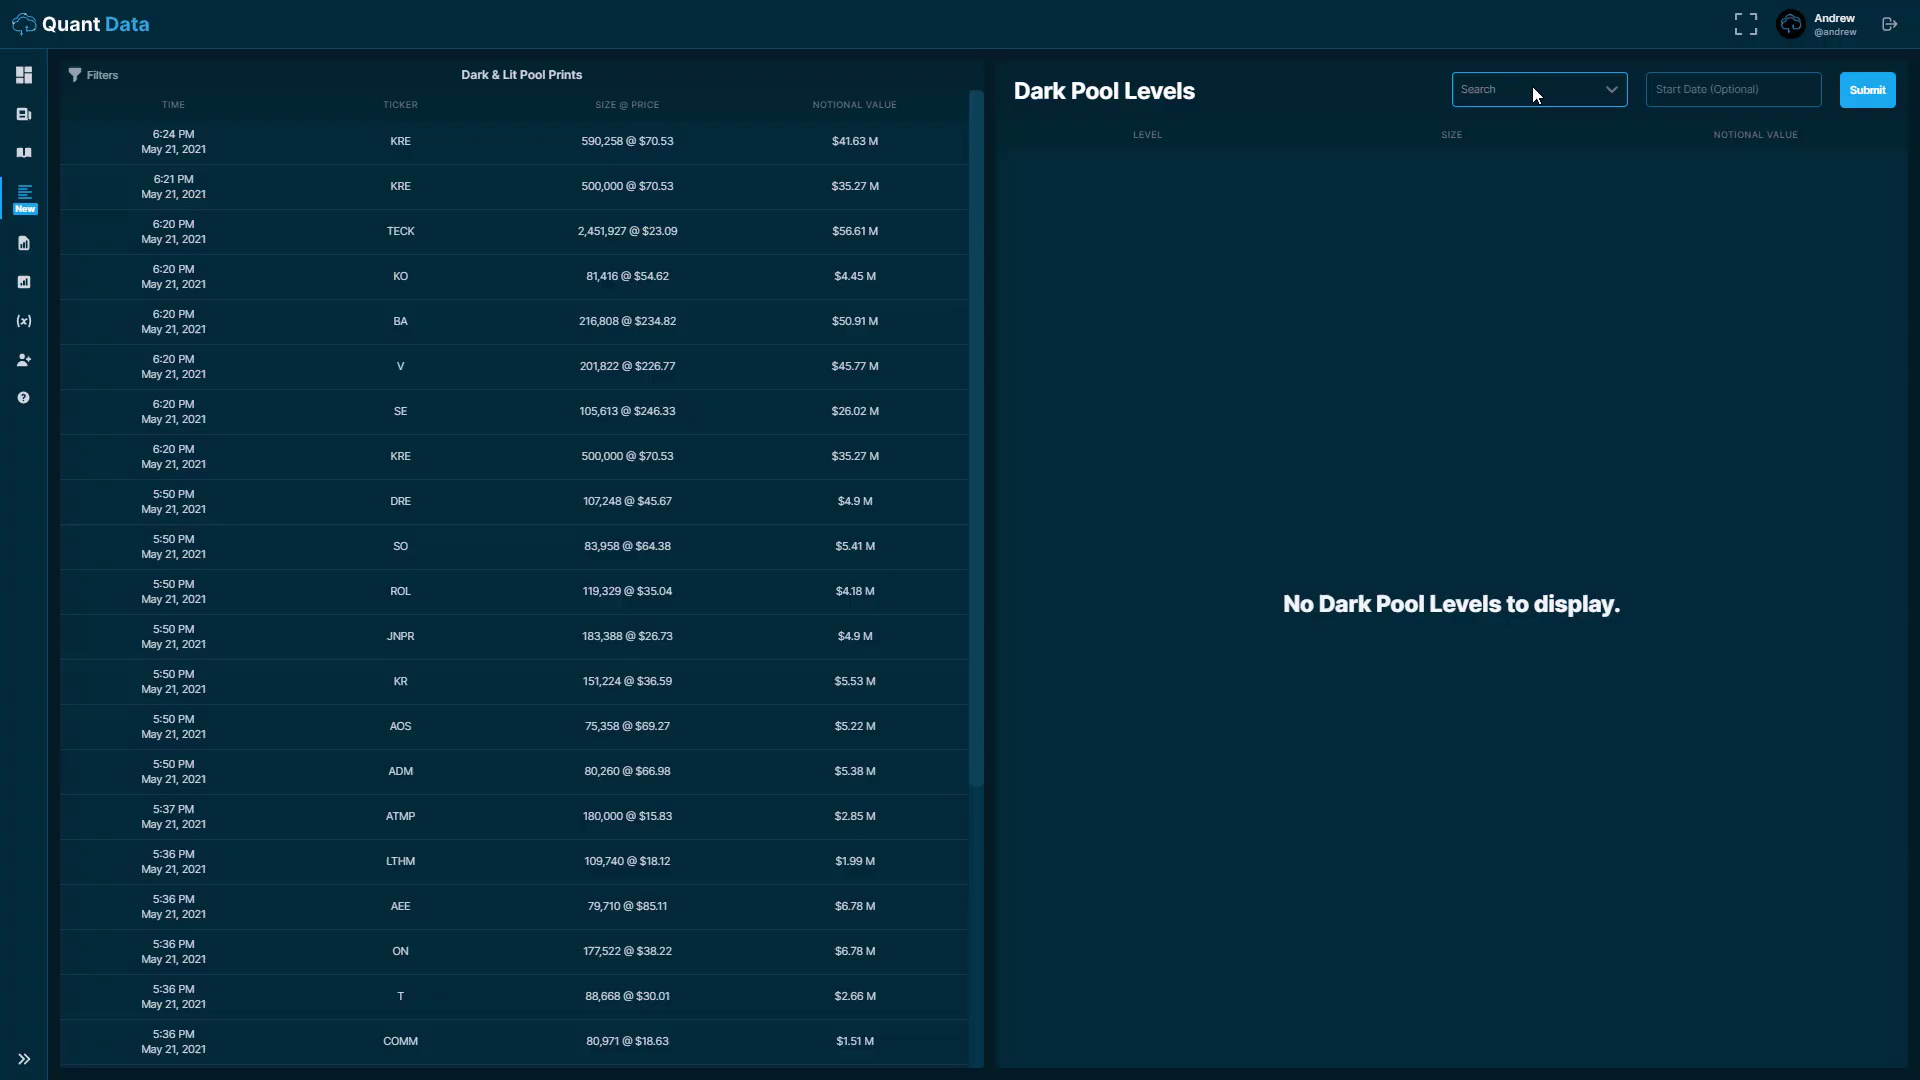 Quant Data
Andrew
@andrew
New
Filters
Dark & Lit Pool Prints
TIME TICKER SIZE @ PRICE NOTIONAL VALUE
6:24 PM
May 21, 2021
KRE 590,258 @ $70.53 $41.63 M
6:21 PM
May 21, 2021
KRE 500,000 @ $70.53 $35.27 M
6:20 PM
May 21, 2021
TECK 2,451,927 @ $23.09 $56.61 M
6:20 PM
May 21, 2021
KO 81,416 @ $54.62 $4.45 M
6:20 PM
May 21, 2021
BA 216,808 @ $234.82 $50.91 M
6:20 PM
May 21, 2021
V 201,822 @ $226.77 $45.77 M
6:20 PM
May 21, 2021
SE 105,613 @ $246.33 $26.02 M
6:20 PM
May 21, 2021
KRE 500,000 @ $70.53 $35.27 M
5:50 PM
May 21, 2021
DRE 107,248 @ $45.67 $4.9 M
5:50 PM
May 21, 2021
SO 83,958 @ $64.38 $5.41 M
5:50 PM
May 21, 2021
ROL 119,329 @ $35.04 $4.18 M
5:50 PM
May 21, 2021
JNPR 183,388 @ $26.73 $4.9 M
5:50 PM
May 21, 2021
KR 151,224 @ $36.59 $5.53 M
5:50 PM
May 21, 2021
AOS 75,358 @ $69.27 $5.22 M
5:50 PM
May 21, 2021
ADM 80,260 @ $66.98 $5.38 M
5:37 PM
May 21, 2021
ATMP 180,000 @ $15.83 $2.85 M
5:36 PM
May 21, 2021
LTHM 109,740 @ $18.12 $1.99 M
5:36 PM
May 21, 2021
AEE 79,710 @ $85.11 $6.78 M
5:36 PM
May 21, 2021
ON 177,522 @ $38.22 $6.78 M
5:36 PM
May 21, 2021
T 88,668 @ $30.01 $2.66 M
5:36 PM
May 21, 2021
COMM 80,971 @ $18.63 $1.51 M
Dark Pool Levels
Search
Start Date (Optional)
Submit
LEVEL SIZE NOTIONAL VALUE
No Dark Pool Levels to display.